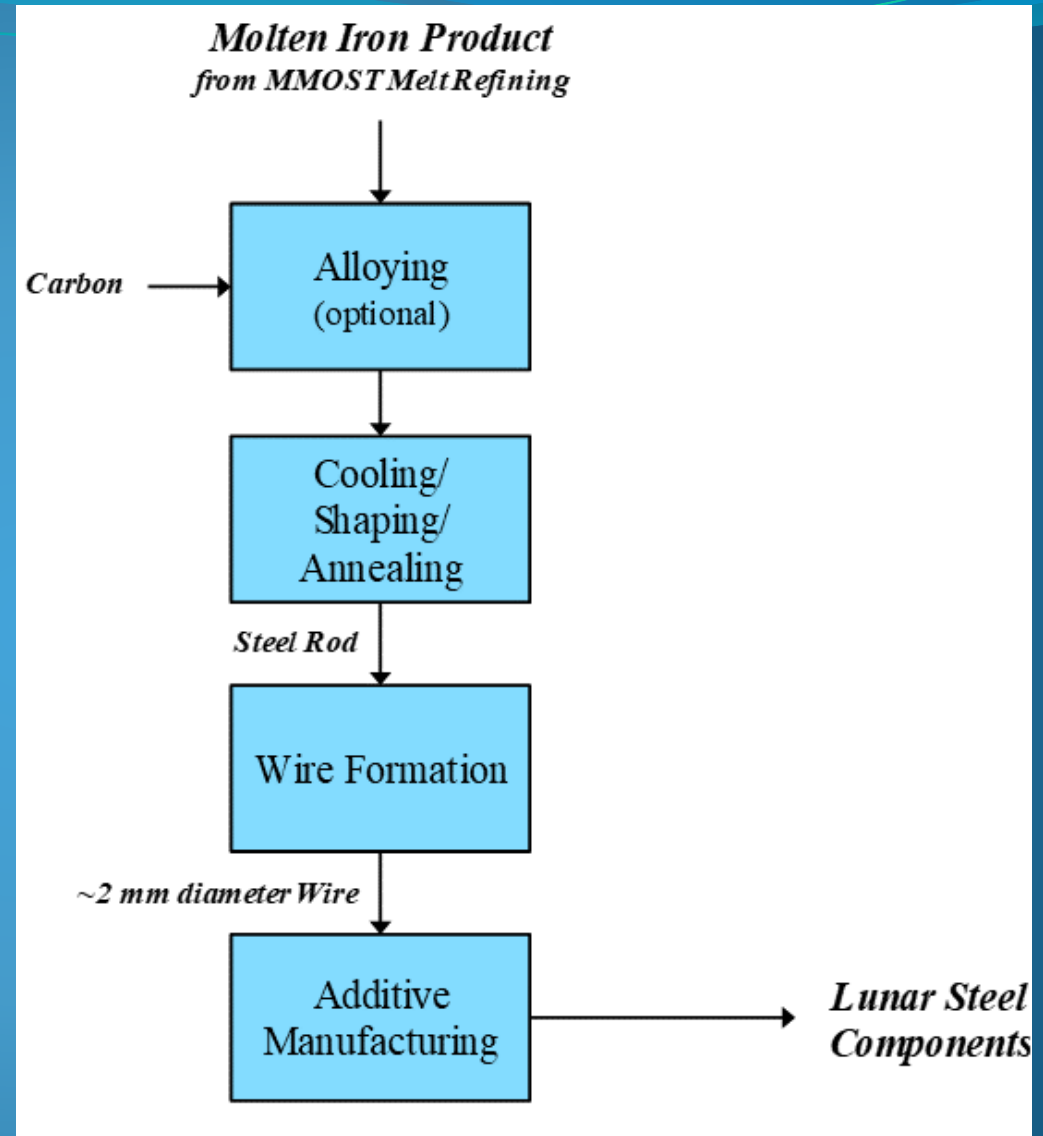 Molten Iron Product
from MMOST Melt Refining
Carbon
Alloying
(optional)
Cooling/
Shaping/
Annealing
Steel Rod
Wire Formation
~2 mm diameter Wire
Additive
Manufacturing
Lunar Steel
Components